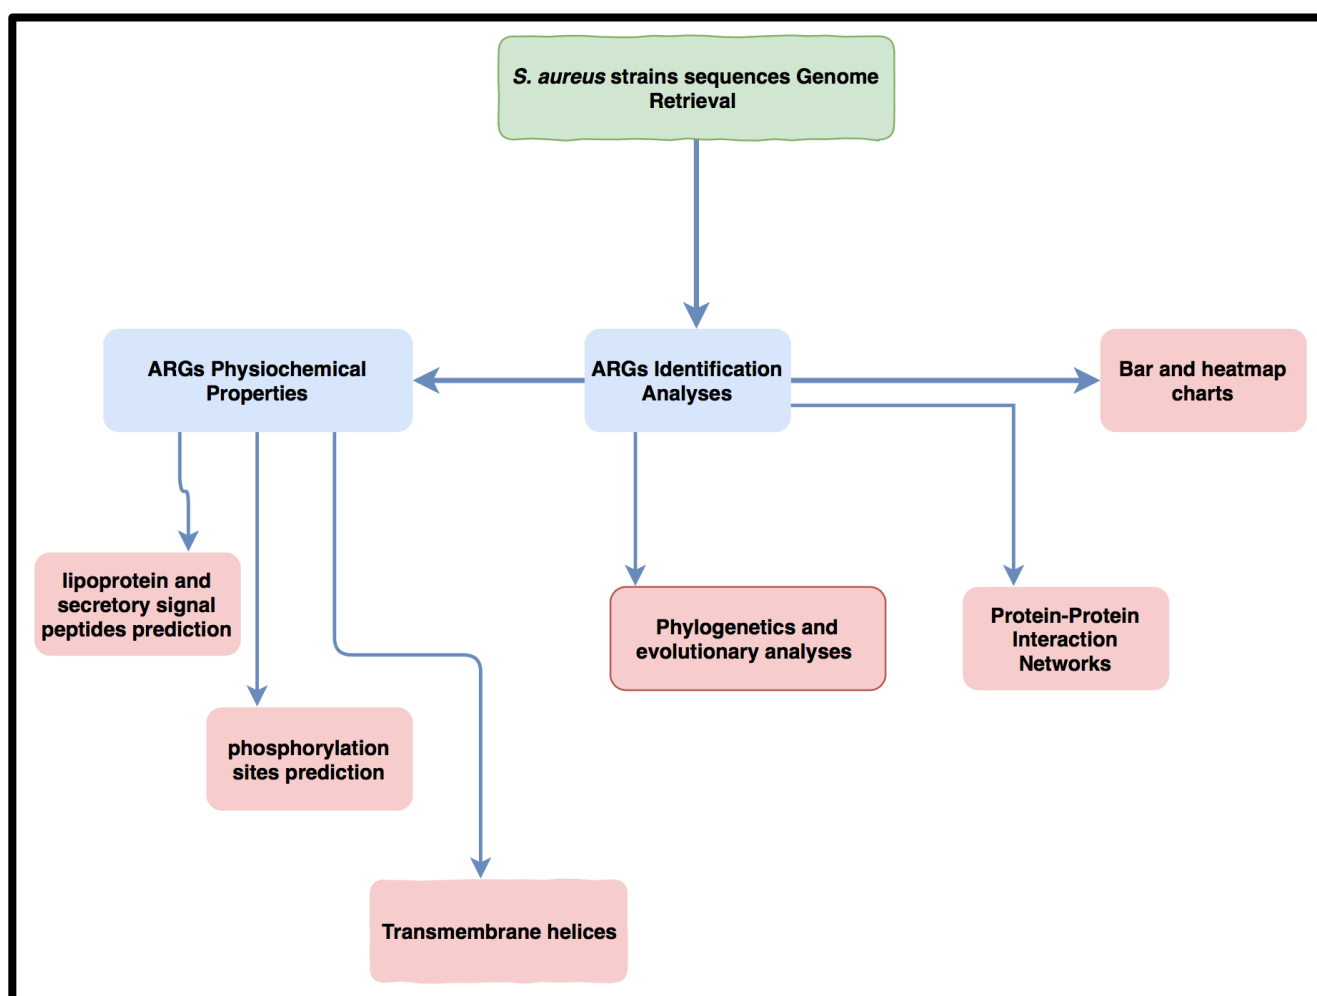 S. aureus strains sequences Genome
Retrieval
ARGs Physiochemical
Properties
ARGs Identification
Analyses
Bar and heatmap
charts
lipoprotein and
secretory signal
peptides prediction
Phylogenetics and
evolutionary analyses
Protein-Protein
Interaction
Networks
phosphorylation
sites prediction
Transmembrane helices